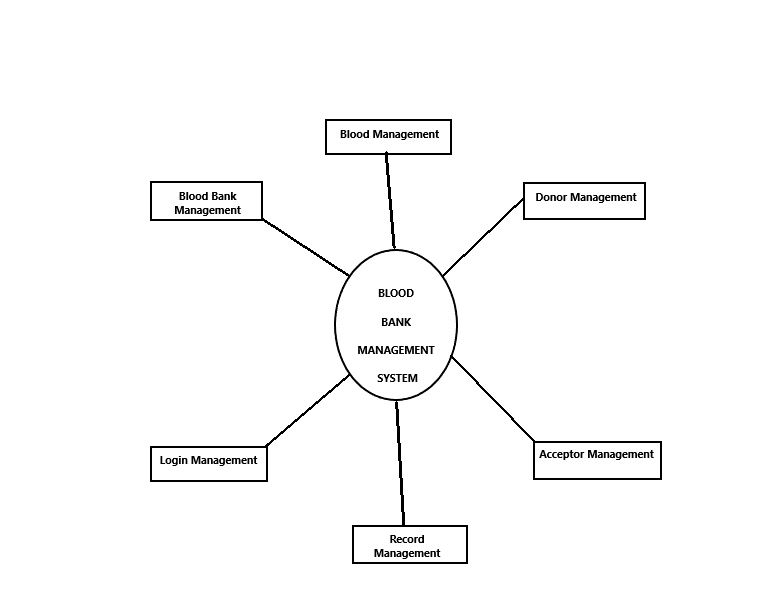 Blood Management
Blood Bank
Management
Donor Management
BLOOD
BANK
MANAGEMENT
SYSTEM
Login Management
Acceptor Management
Record
Management